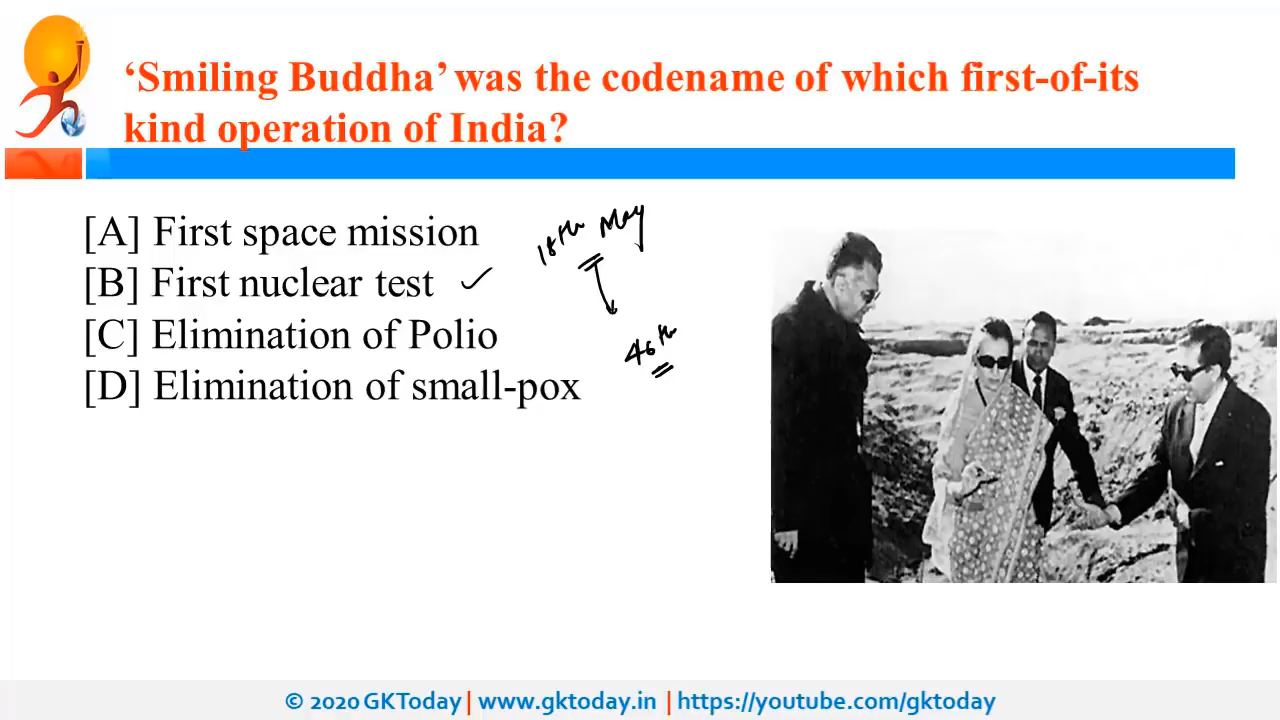 ‘Smiling Buddha’ was the codename of which first-of-its
kind operation of India?
[A] First space mission
[B] First nuclear test
[C] Elimination of Polio
[D] Elimination of small-pox
18th May
46th
© 2020 GKToday | www.gktoday.in | https://youtube.com/gktoday